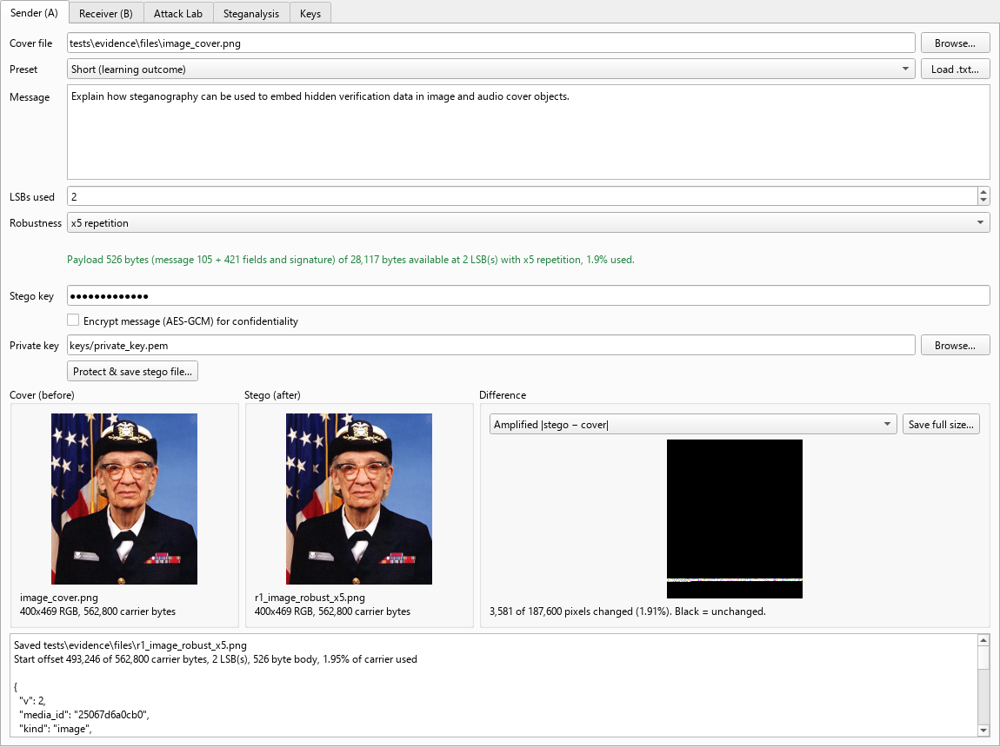 Sender (A)
Receiver (B)
Attack Lab
Steganalysis
Keys
Cover file
tests\evidence\files\image_cover.png
Browse...
Preset
Short (learning outcome)
Load .txt...
Message
Explain how steganography can be used to embed hidden verification data in image and audio cover objects.
LSBs used
2
Robustness
x5 repetition
Payload 526 bytes (message 105 + 421 fields and signature) of 28,117 bytes available at 2 LSB(s) with x5 repetition, 1.9% used.
Stego key
●●●●●●●●●●●●●
Encrypt message (AES-GCM) for confidentiality
Private key
keys/private_key.pem
Browse...
Protect & save stego file...
Cover (before)
Stego (after)
Difference
Amplified |stego − cover|
Save full size...
image_cover.png
400x469 RGB, 562,800 carrier bytes
r1_image_robust_x5.png
400x469 RGB, 562,800 carrier bytes
3,581 of 187,600 pixels changed (1.91%). Black = unchanged.
Saved tests\evidence\files\r1_image_robust_x5.png
Start offset 493,246 of 562,800 carrier bytes, 2 LSB(s), 526 byte body, 1.95% of carrier used
{
"v": 2,
"media_id": "25067d6a0cb0",
"kind": "image",